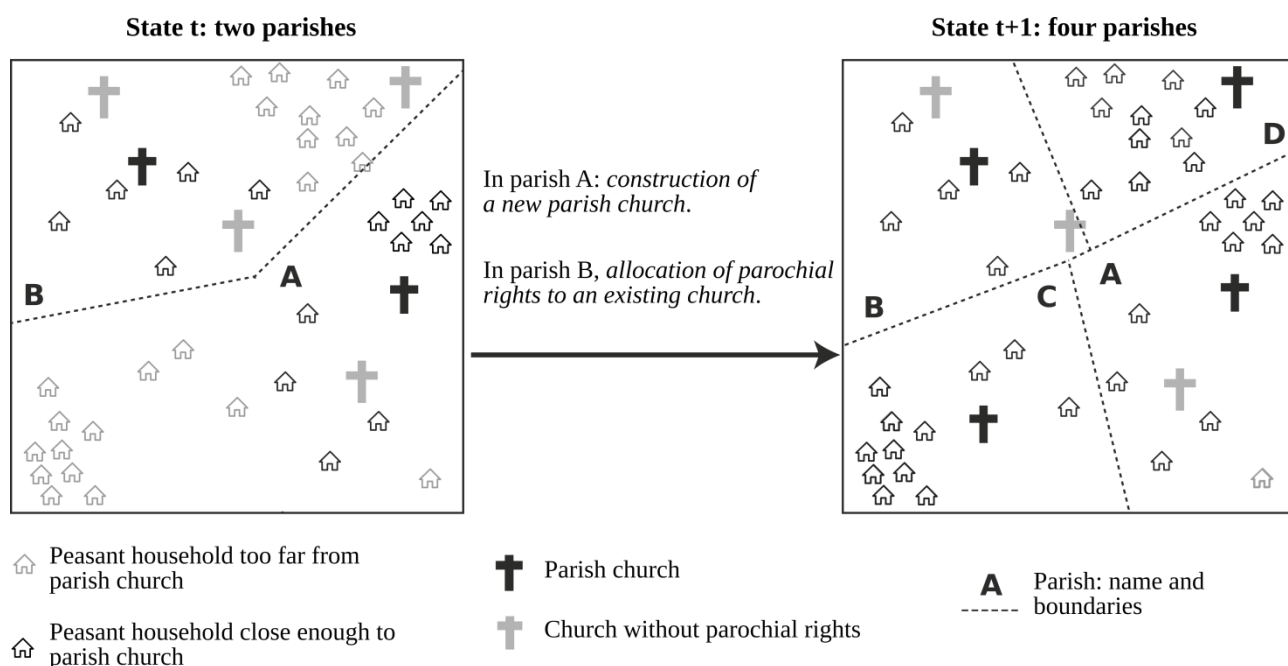 State t: two parishes
State t+1: four parishes
B
A
In parish A: construction of
a new parish church.
In parish B, allocation of parochial
rights to an existing church.
D
A
C
B
Peasant household too far from
parish church
Peasant household close enough to
parish church
Parish church
Church without parochial rights
A
Parish: name and
boundaries